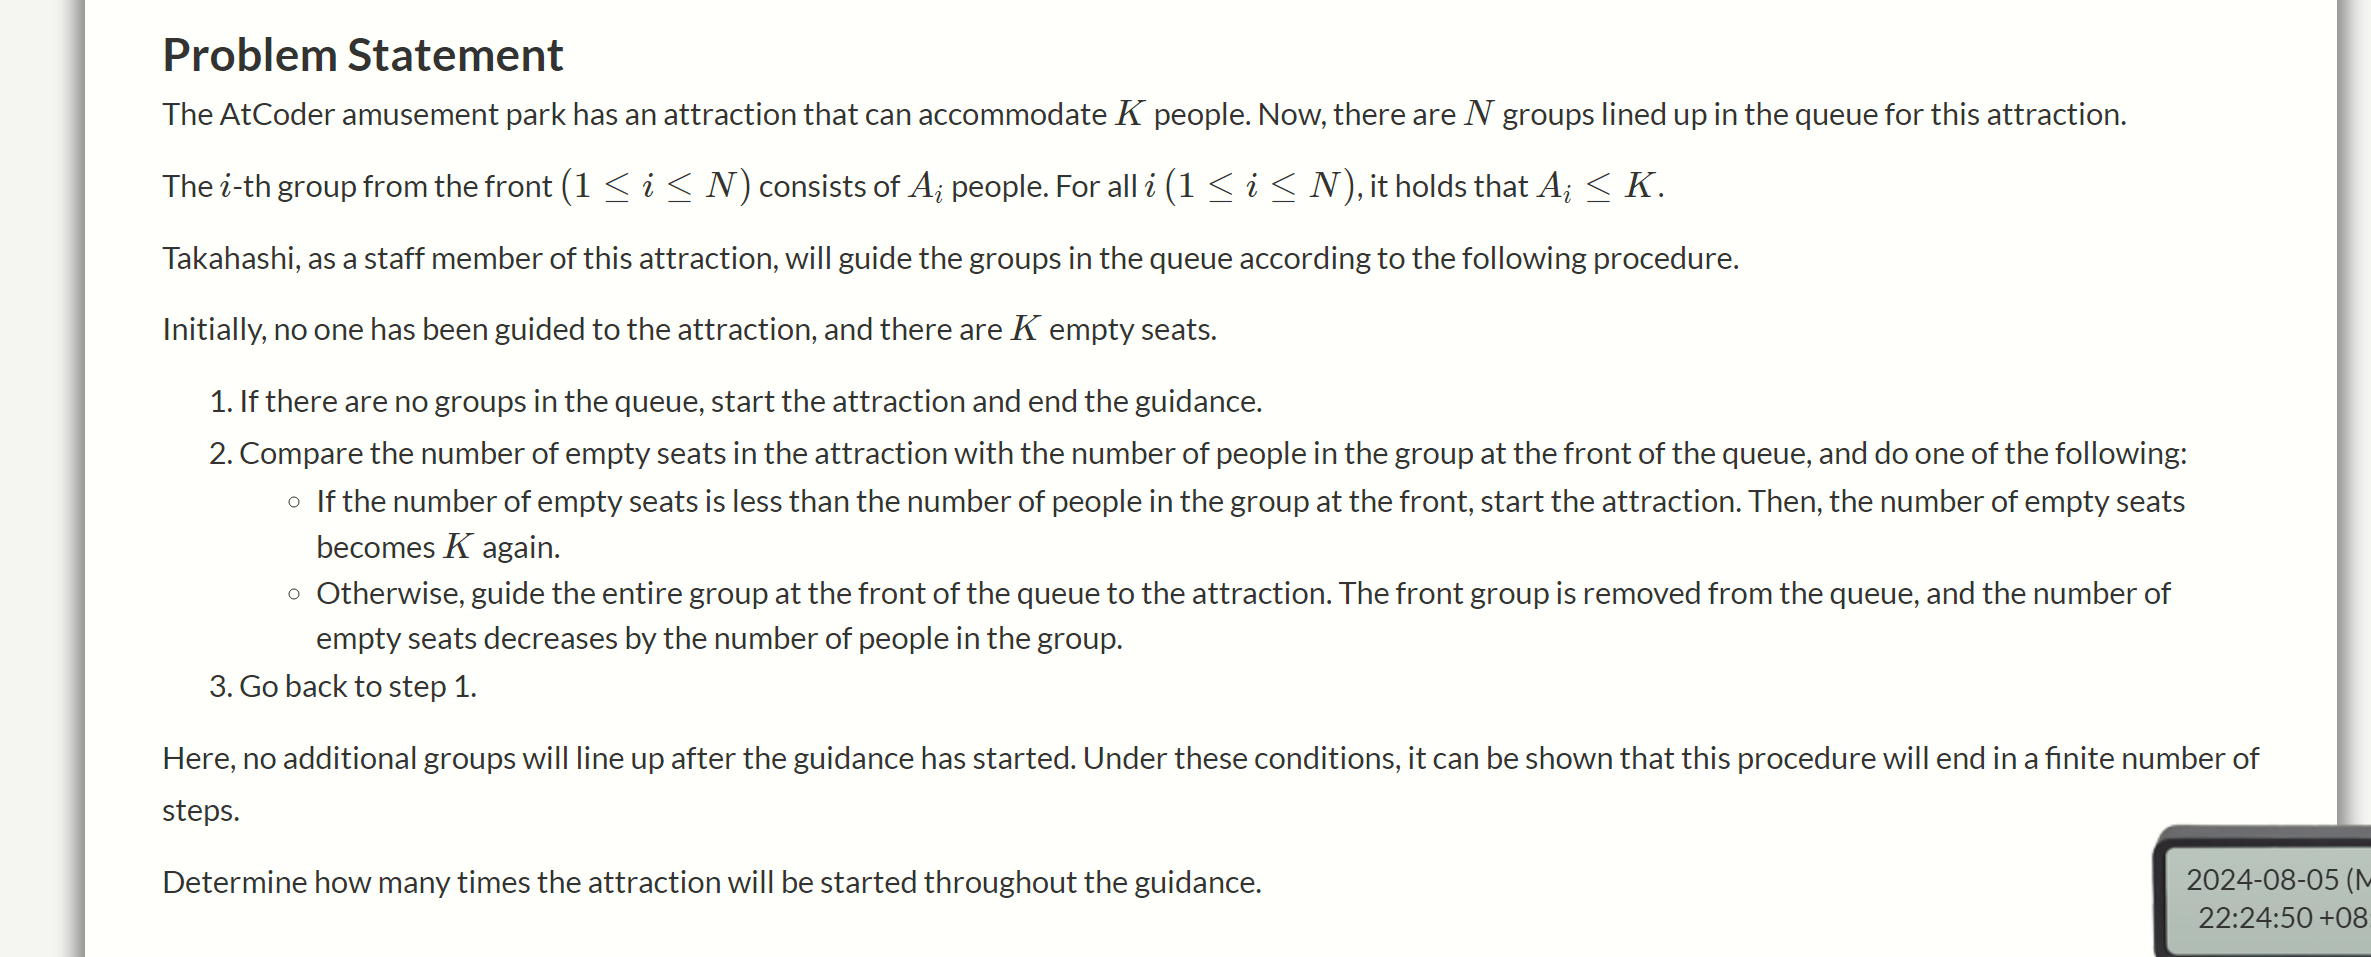 Problem Statement
The AtCoder amusement park has an attraction that can accommodate K people. Now, there are N groups lined up in the queue for this attraction.
The i-th group from the front (1 ≤ i ≤ N) consists of A_i people. For all i (1 ≤ i ≤ N), it holds that A_i ≤ K.
Takahashi, as a staff member of this attraction, will guide the groups in the queue according to the following procedure.
Initially, no one has been guided to the attraction, and there are K empty seats.
1. If there are no groups in the queue, start the attraction and end the guidance.
2. Compare the number of empty seats in the attraction with the number of people in the group at the front of the queue, and do one of the following:
○ If the number of empty seats is less than the number of people in the group at the front, start the attraction. Then, the number of empty seats
becomes K again.
○ Otherwise, guide the entire group at the front of the queue to the attraction. The front group is removed from the queue, and the number of
empty seats decreases by the number of people in the group.
3. Go back to step 1.
Here, no additional groups will line up after the guidance has started. Under these conditions, it can be shown that this procedure will end in a finite number of
steps.
Determine how many times the attraction will be started throughout the guidance.
2024-08-05 (M
22:24:50 +08